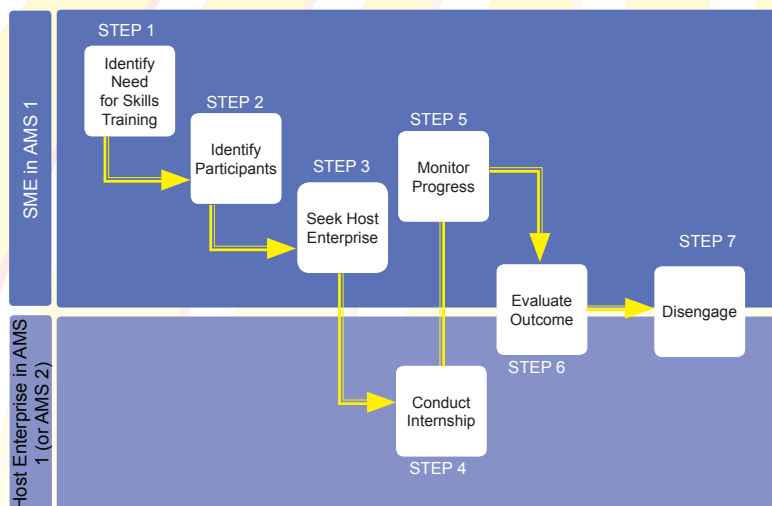 SME in AMS 1
STEP 1
Identify
Need
for Skills
Training
STEP 2
Identify
Participants
STEP 3
Seek Host
Enterprise
STEP 5
Monitor
Progress
STEP 7
Disengage
Evaluate
Outcome
STEP 6
Host Enterprise in AMS
1 (or AMS 2)
Conduct
Internship
STEP 4